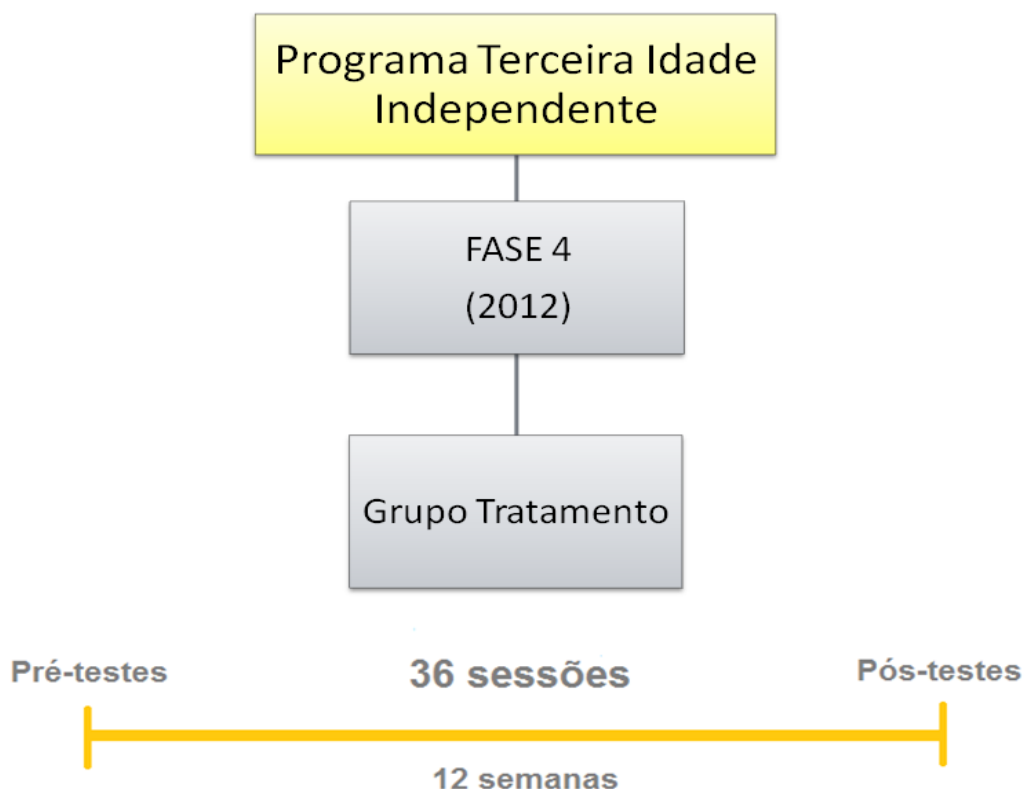 Programa Terceira Idade
Independente
FASE 4
(2012)
Grupo Tratamento
Pré-testes
36 sessões
Pós-testes
12 semanas